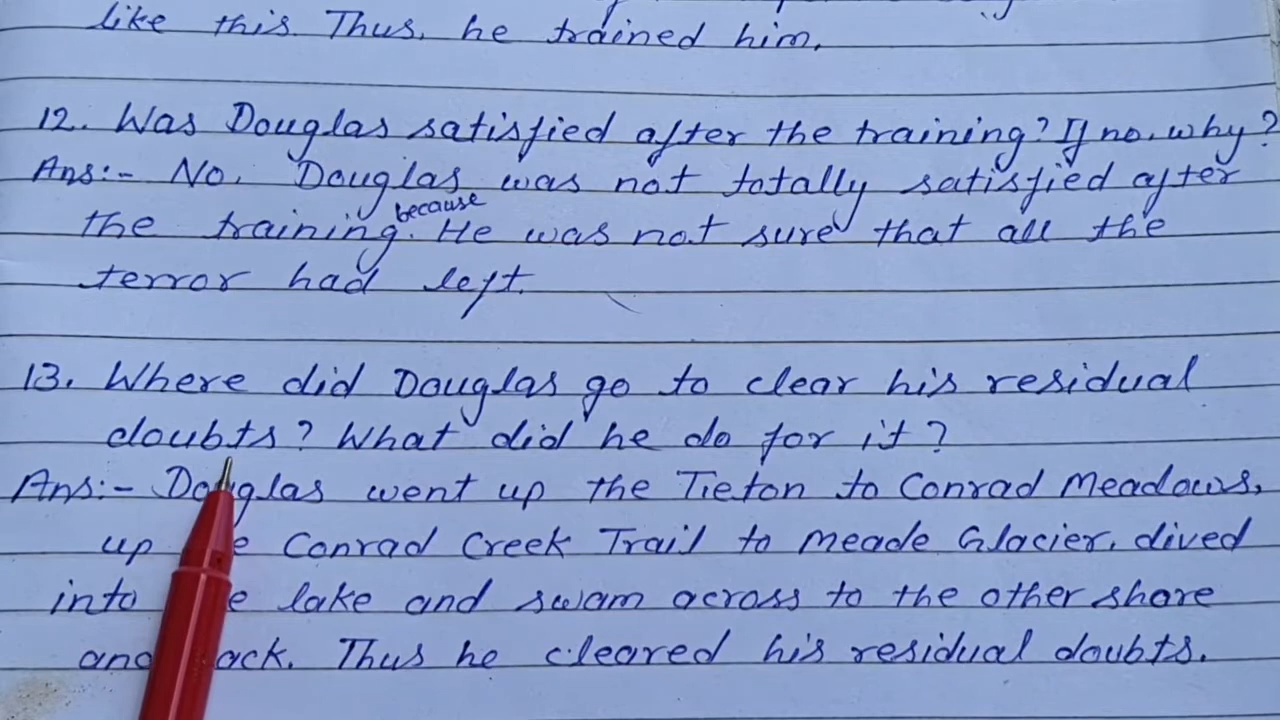 like this. Thus, he trained him.
12. Was Douglas satisfied after the training? If no, why?
Ans:- No, Douglas was not totally satisfied after
because
the training. He was not sure that all the
terror had left.
13. Where did Douglas go to clear his residual
doubts? What did he do for it?
Ans:- Douglas went up the Tieton to Conrad Meadows,
up Conrad Creek Trail to Meade Glacier, dived
into lake and swam across to the other shore
and back. Thus he cleared his residual doubts.